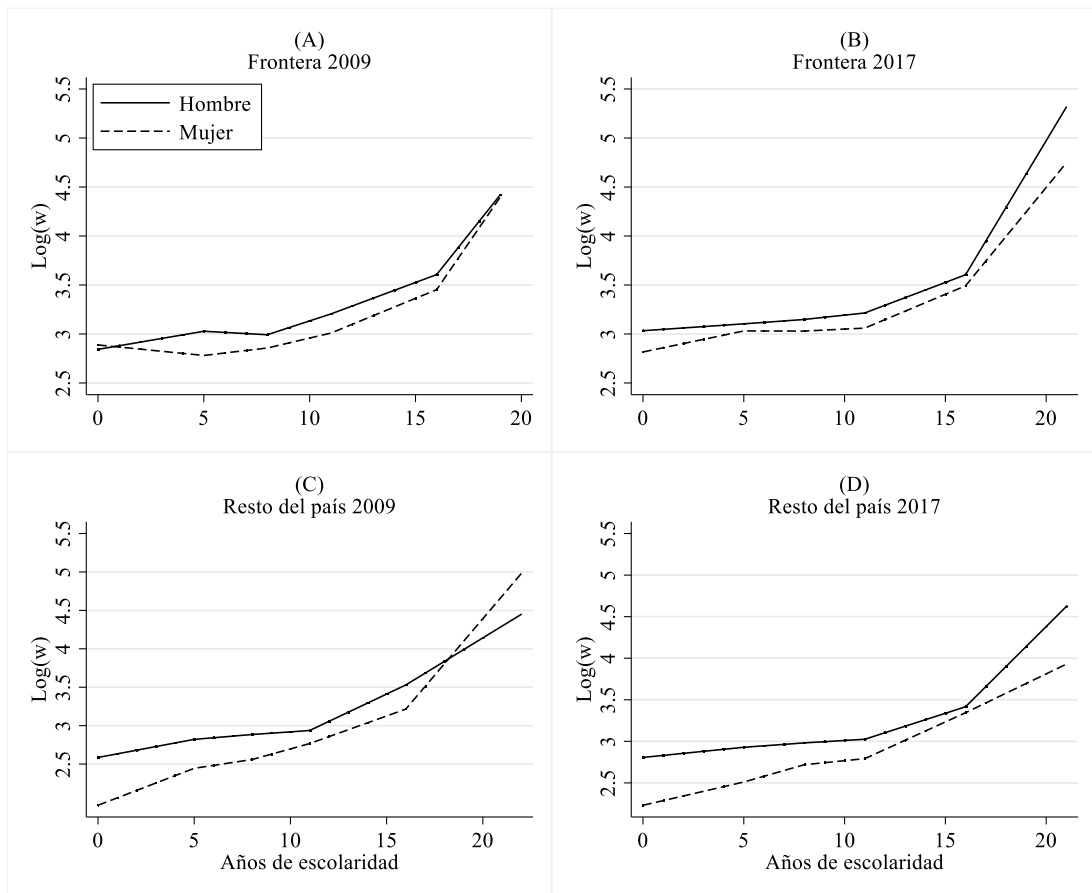 (A)
Frontera 2009
5.5
5
4.5
4
3.5
3
2.5
Log(w)
Hombre
Mujer
0 5 10 15 20
(B)
Frontera 2017
5.5
5
4.5
4
3.5
3
2.5
Log(w)
0 5 10 15 20
(C)
Resto del país 2009
5.5
5
4.5
4
3.5
3
2.5
Log(w)
0 5 10 15 20
Años de escolaridad
(D)
Resto del país 2017
5.5
5
4.5
4
3.5
3
2.5
Log(w)
0 5 10 15 20
Años de escolaridad